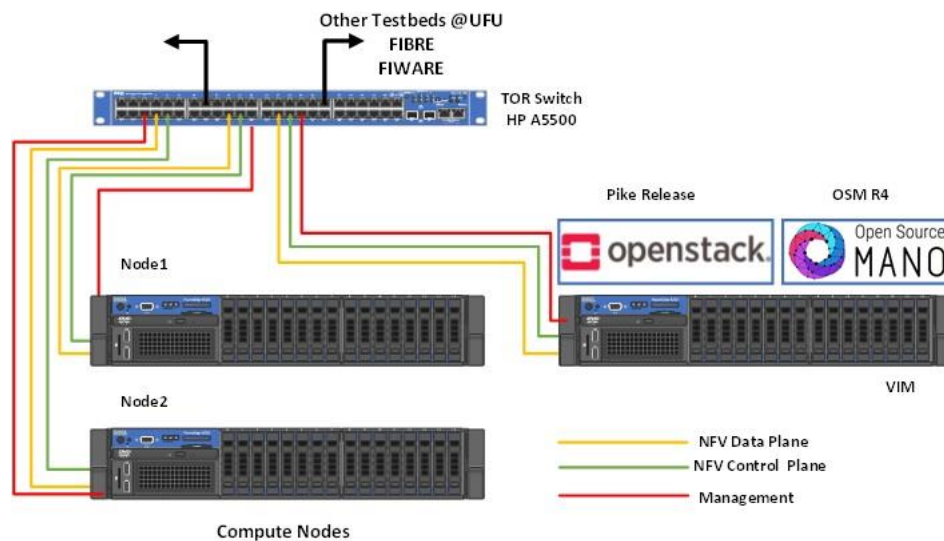 Other Testbeds @UFU
FIBRE
FIWARE
TOR Switch
HP A5500
Pike Release
OSM R4
openstack.
Open Source
MANO
Node1
VIM
Node2
NFV Data Plane
NFV Control Plane
Management
Compute Nodes